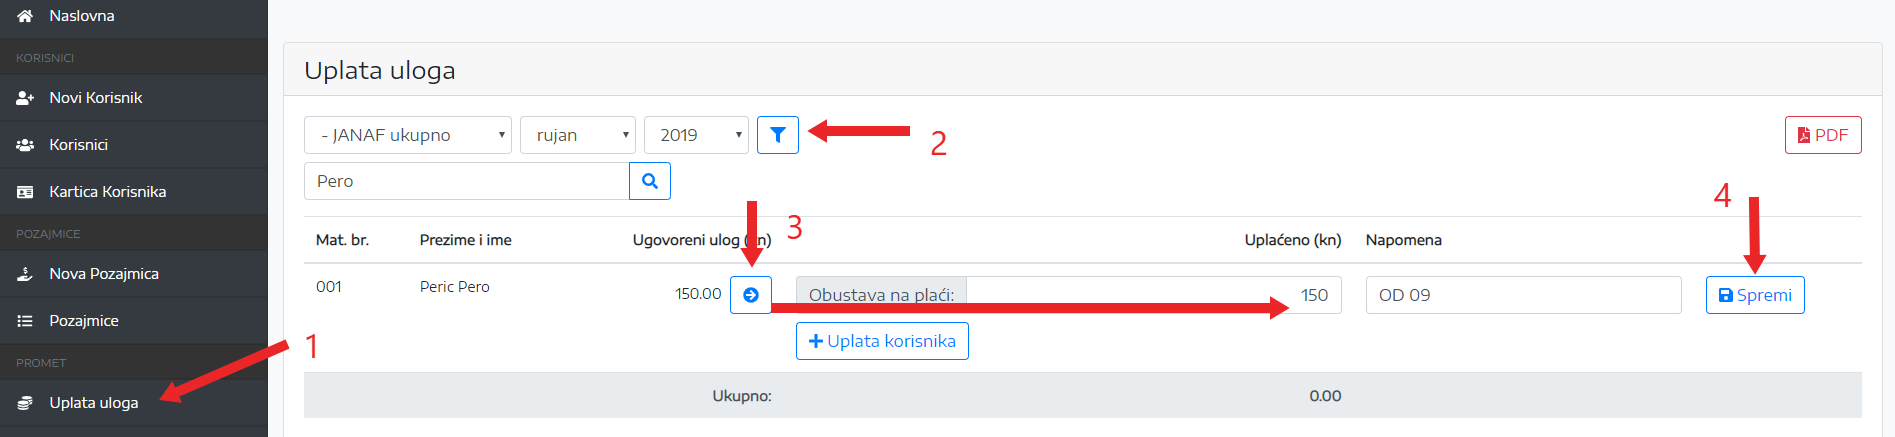 Naslovna
KORISNICI
Novi Korisnik
Korisnici
Kartica Korisnika
POZAJMICE
Nova Pozajmica
Pozajmice
PROMET
Uplata uloga
1
Uplata uloga
- JANAF ukupno rujan 2019 2 PDF
Pero
3 4
Mat. br. Prezime i ime Ugovoreni ulog (kn) Uplaćeno (kn) Napomena
001 Peric Pero 150.00 Obustava na plaći: 150 OD 09 Spremi
+ Uplata korisnika
Ukupno: 0.00